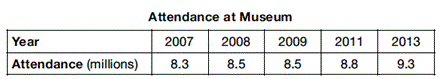 Attendance at Museum
Year 2007 2008 2009 2011 2013
Attendance (millions) 8.3 8.5 8.5 8.8 9.3